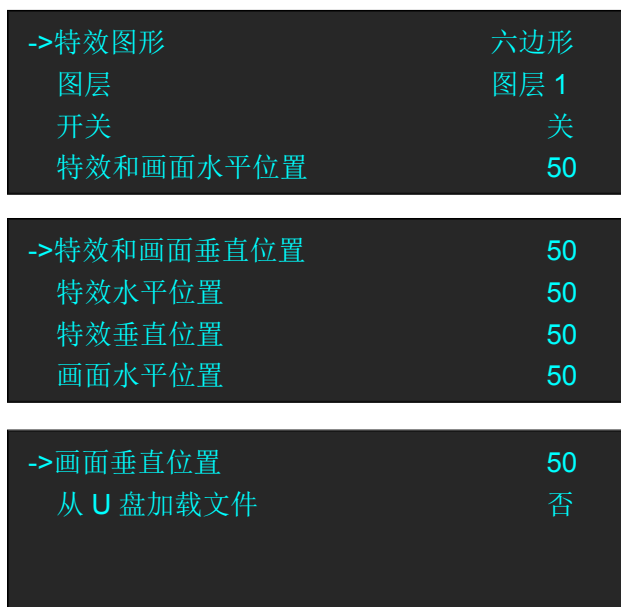 ->特效图形 六边形
图层 图层 1
开关 关
特效和画面水平位置 50
->特效和画面垂直位置 50
特效水平位置 50
特效垂直位置 50
画面水平位置 50
->画面垂直位置 50
从 U 盘加载文件 否